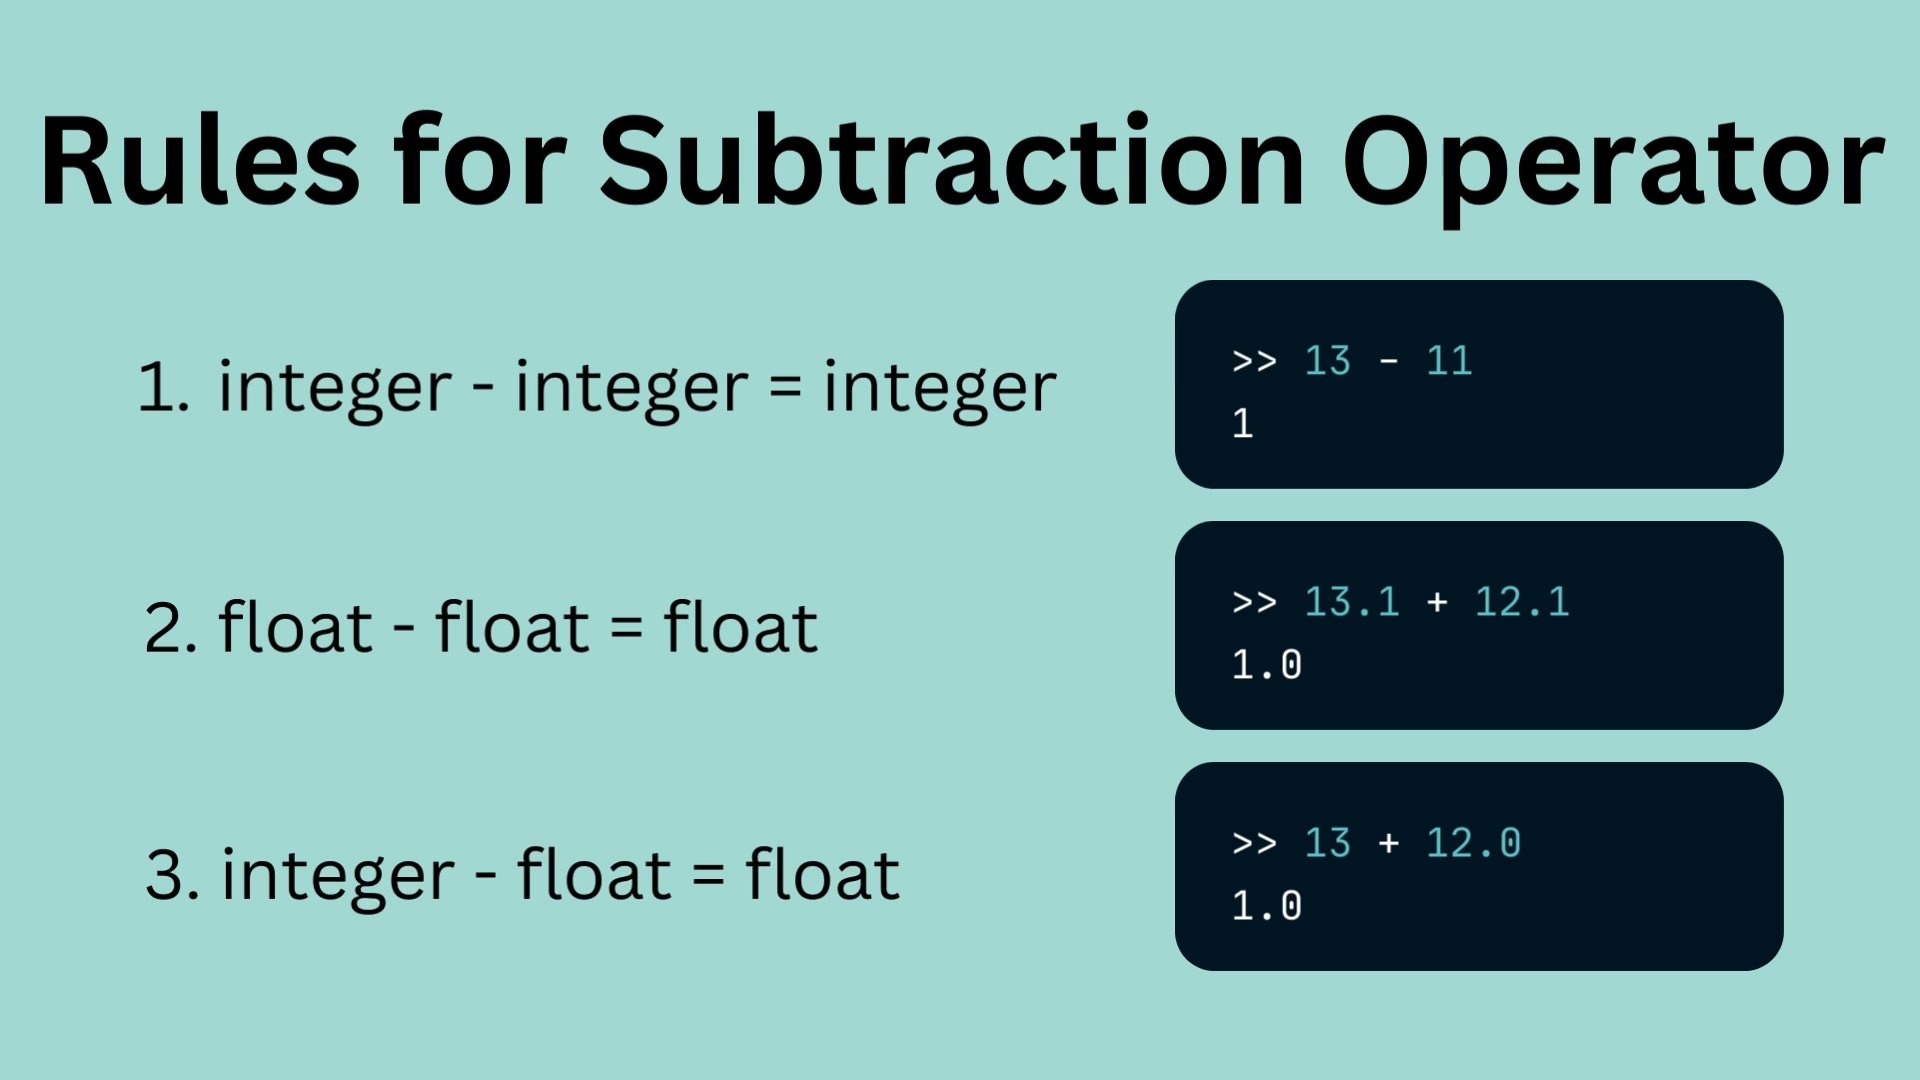 Rules for Subtraction Operator
1. integer - integer = integer
>> 13 - 11
1
2. float - float = float
>> 13.1 + 12.1
1.0
3. integer - float = float
>> 13 + 12.0
1.0